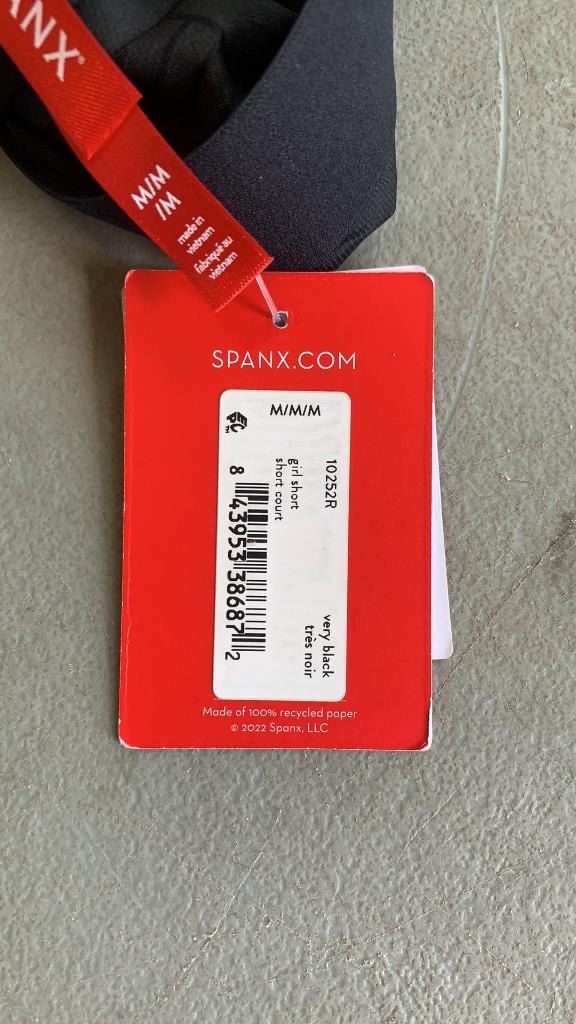 ANX®
M/M
/M
made in
vietnam
fabriqué au
vietnam
SPANX.COM
M/M/M
10252R
girl short
short court
very black
très noir
EPC™
8 43953 38687 2
Made of 100% recycled paper
© 2022 Spanx, LLC